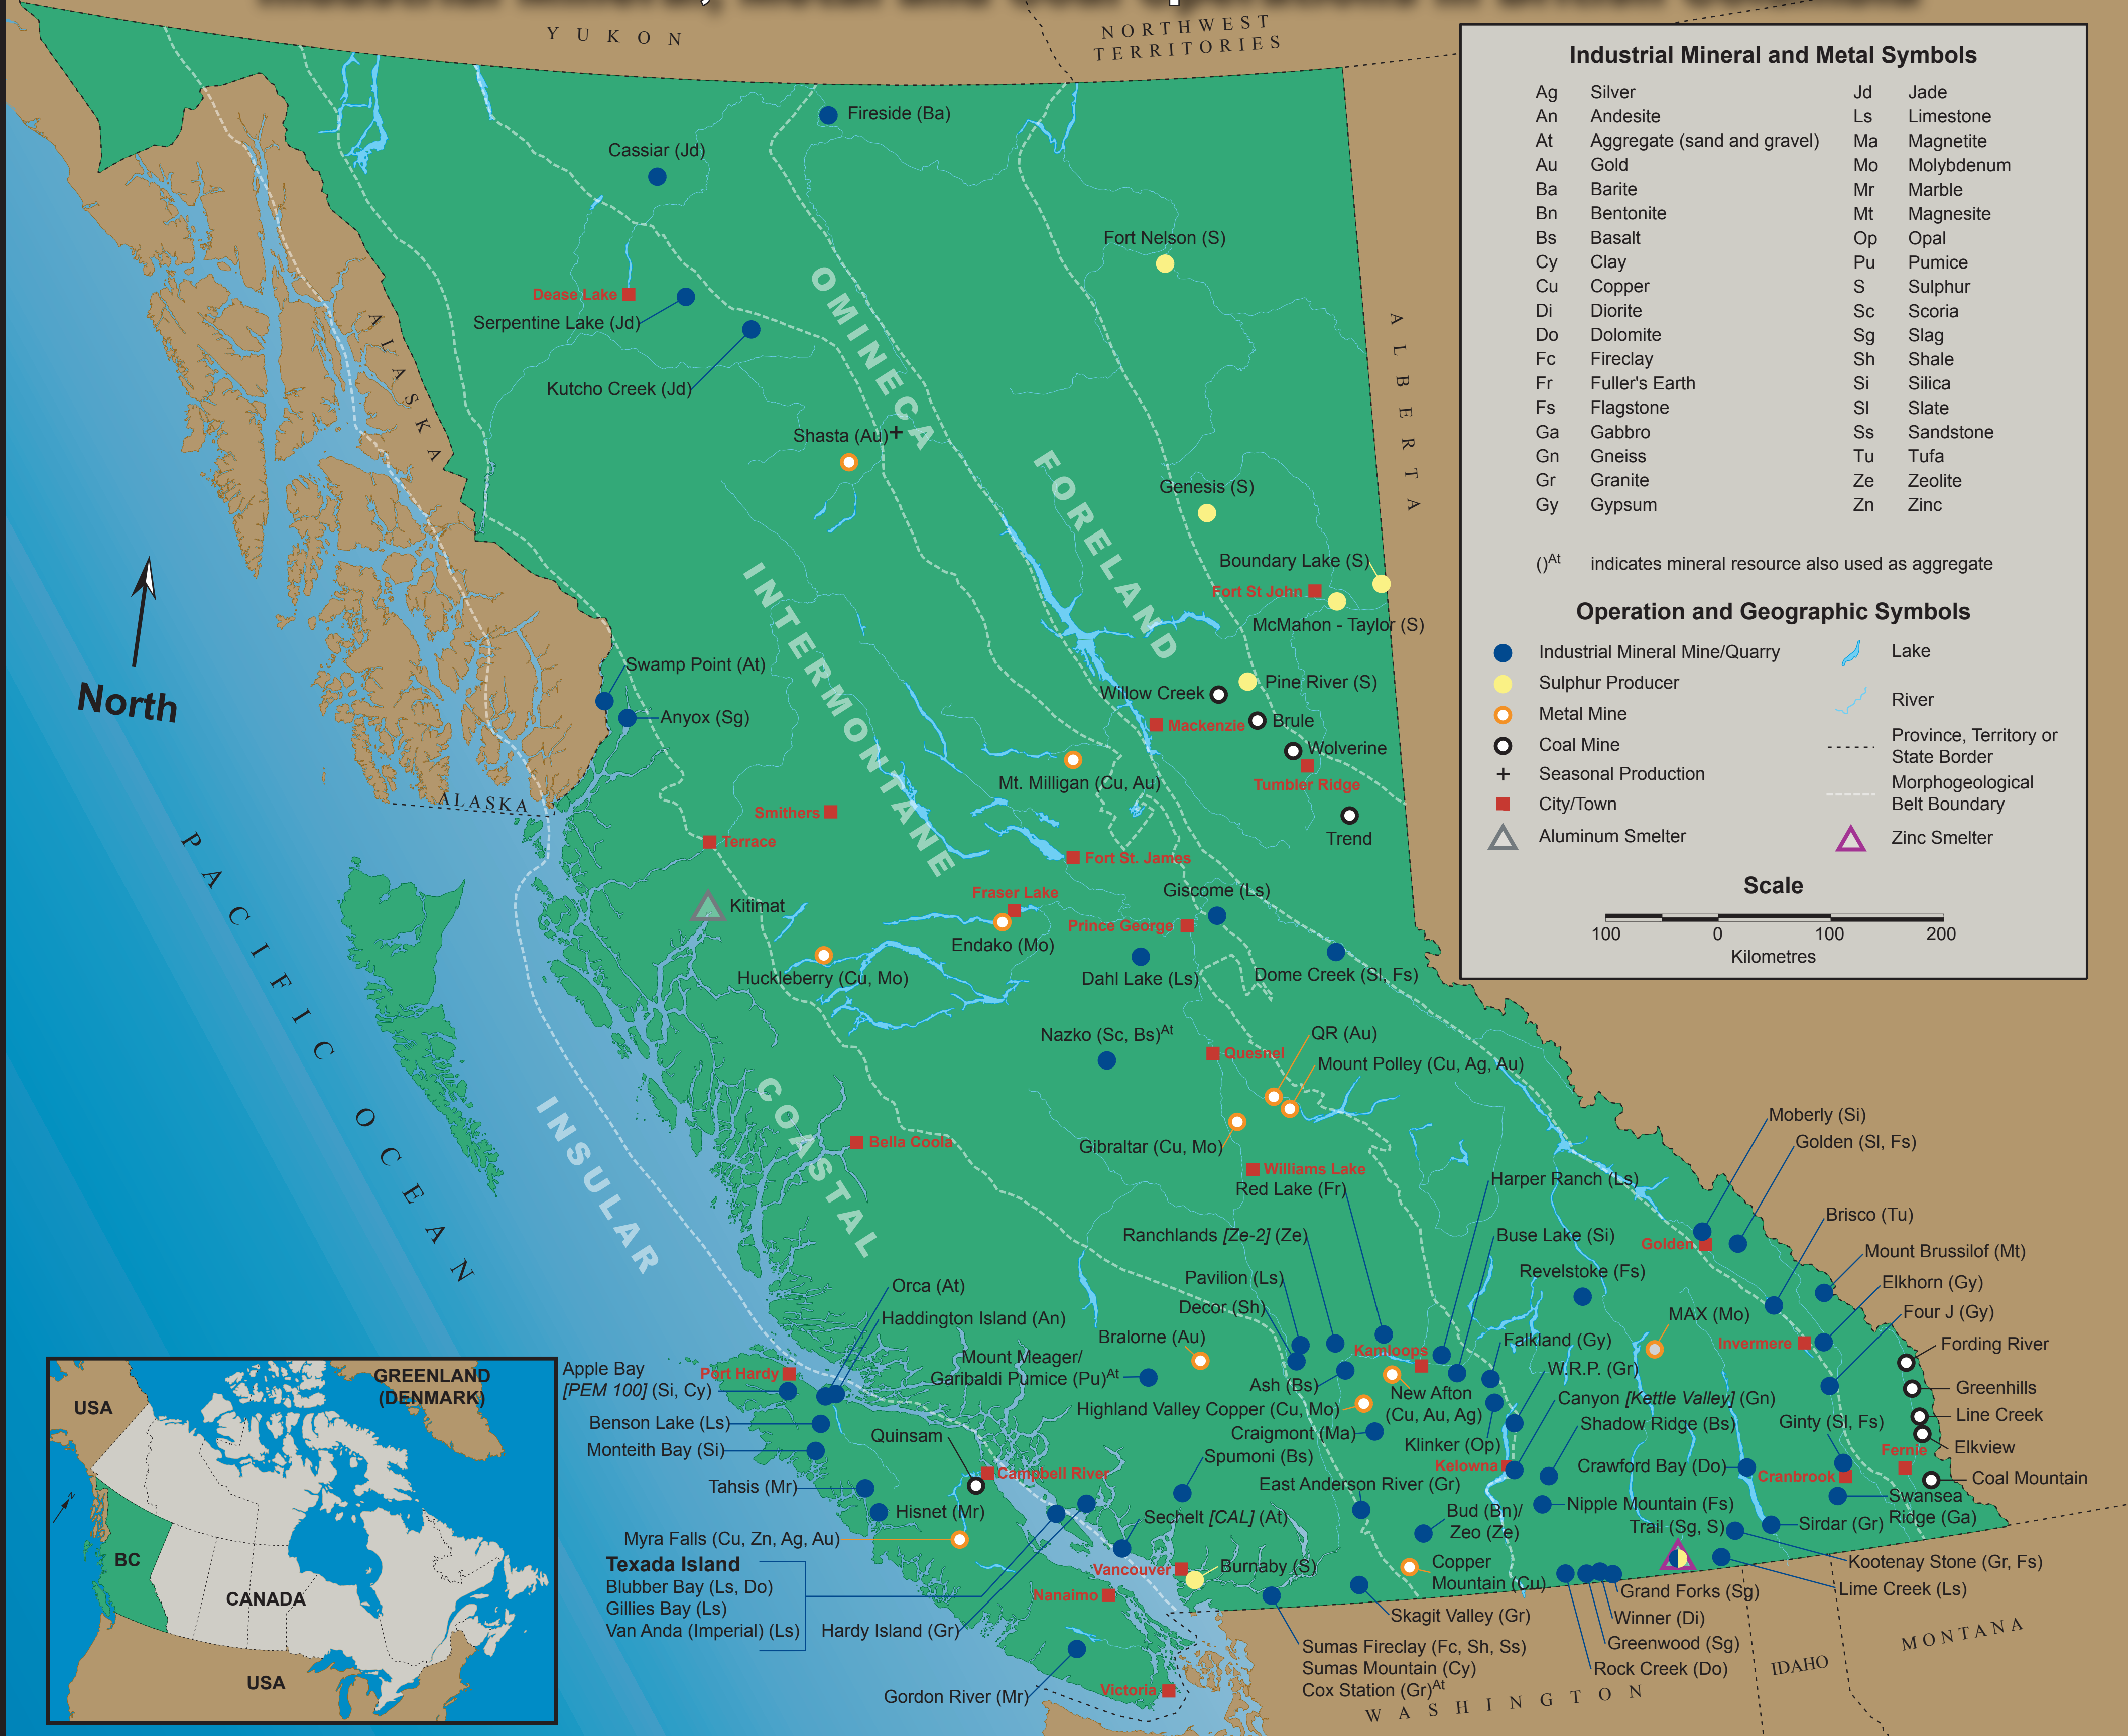 YUKON
NORTHWEST
TERRITORIES
ALASKA
ALASKA
ALBERTA
PACIFIC OCEAN
North
OMINECA
FORELAND
INTERMONTANE
COASTAL
INSULAR
Fireside (Ba)
Cassiar (Jd)
Fort Nelson (S)
Dease Lake
Serpentine Lake (Jd)
Kutcho Creek (Jd)
Shasta (Au)+
Genesis (S)
Boundary Lake (S)
Fort St John
McMahon - Taylor (S)
Swamp Point (At)
Anyox (Sg)
Pine River (S)
Willow Creek
Mackenzie
Brule
Wolverine
Tumbler Ridge
Mt. Milligan (Cu, Au)
Trend
Smithers
Terrace
Fort St. James
Kitimat
Fraser Lake
Endako (Mo)
Giscome (Ls)
Prince George
Huckleberry (Cu, Mo)
Dahl Lake (Ls)
Dome Creek (Sl, Fs)
Nazko (Sc, Bs)At
QR (Au)
Quesnel
Mount Polley (Cu, Ag, Au)
Gibraltar (Cu, Mo)
Bella Coola
Williams Lake
Red Lake (Fr)
Harper Ranch (Ls)
Moberly (Si)
Golden (Sl, Fs)
Golden
Brisco (Tu)
Mount Brussilof (Mt)
Elkhorn (Gy)
Four J (Gy)
Ranchlands [Ze-2] (Ze)
Buse Lake (Si)
Revelstoke (Fs)
Pavilion (Ls)
Decor (Sh)
MAX (Mo)
Invermere
Fording River
Greenhills
Line Creek
Elkview
Coal Mountain
Orca (At)
Haddington Island (An)
Bralorne (Au)
Mount Meager/
Garibaldi Pumice (Pu)At
Kamloops
Falkland (Gy)
W.R.P. (Gr)
Ash (Bs)
New Afton
(Cu, Au, Ag)
Canyon [Kettle Valley] (Gn)
Highland Valley Copper (Cu, Mo)
Shadow Ridge (Bs)
Ginty (Sl, Fs)
Craigmont (Ma)
Klinker (Op)
Fernie
Spumoni (Bs)
Kelowna
Crawford Bay (Do)
Cranbrook
East Anderson River (Gr)
Swansea
Ridge (Ga)
Apple Bay
[PEM 100] (Si, Cy)
Port Hardy
Benson Lake (Ls)
Monteith Bay (Si)
Quinsam
Campbell River
Tahsis (Mr)
Hisnet (Mr)
Myra Falls (Cu, Zn, Ag, Au)
Sechelt [CAL] (At)
Bud (Bn)/
Zeo (Ze)
Nipple Mountain (Fs)
Trail (Sg, S)
Sirdar (Gr)
Kootenay Stone (Gr, Fs)
Lime Creek (Ls)
Texada Island
Blubber Bay (Ls, Do)
Gillies Bay (Ls)
Van Anda (Imperial) (Ls)
Hardy Island (Gr)
Vancouver
Burnaby (S)
Nanaimo
Copper
Mountain (Cu)
Grand Forks (Sg)
Winner (Di)
Greenwood (Sg)
Rock Creek (Do)
Skagit Valley (Gr)
Sumas Fireclay (Fc, Sh, Ss)
Sumas Mountain (Cy)
Cox Station (Gr)At
Gordon River (Mr)
Victoria
WASHINGTON
IDAHO
MONTANA
GREENLAND
(DENMARK)
USA
BC
CANADA
USA
N
Industrial Mineral and Metal Symbols
Ag Silver Jd Jade
An Andesite Ls Limestone
At Aggregate (sand and gravel) Ma Magnetite
Au Gold Mo Molybdenum
Ba Barite Mr Marble
Bn Bentonite Mt Magnesite
Bs Basalt Op Opal
Cy Clay Pu Pumice
Cu Copper S Sulphur
Di Diorite Sc Scoria
Do Dolomite Sg Slag
Fc Fireclay Sh Shale
Fr Fuller's Earth Si Silica
Fs Flagstone Sl Slate
Ga Gabbro Ss Sandstone
Gn Gneiss Tu Tufa
Gr Granite Ze Zeolite
Gy Gypsum Zn Zinc
()At indicates mineral resource also used as aggregate
Operation and Geographic Symbols
Industrial Mineral Mine/Quarry
Sulphur Producer
Metal Mine
Coal Mine
+ Seasonal Production
City/Town
Aluminum Smelter
Lake
River
Province, Territory or
State Border
Morphogeological
Belt Boundary
Zinc Smelter
Scale
100 0 100 200
Kilometres